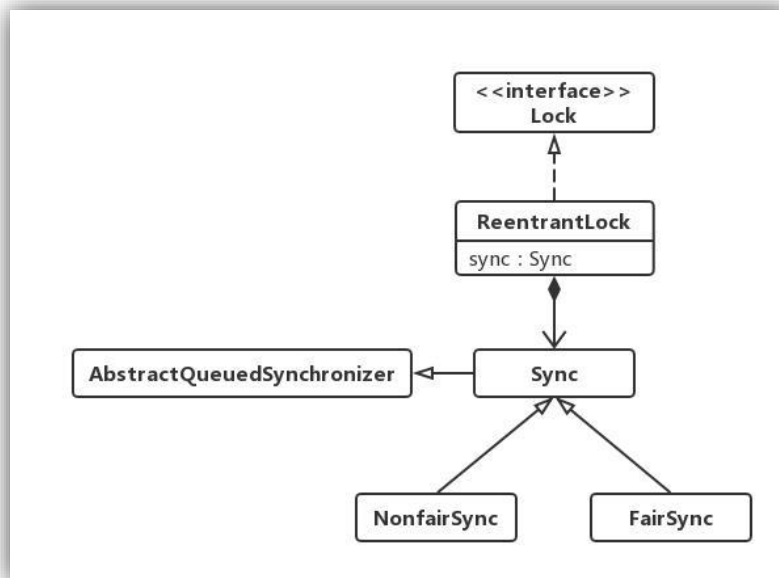 <<interface>>
Lock
ReentrantLock
sync : Sync
AbstractQueuedSynchronizer
Sync
NonfairSync
FairSync